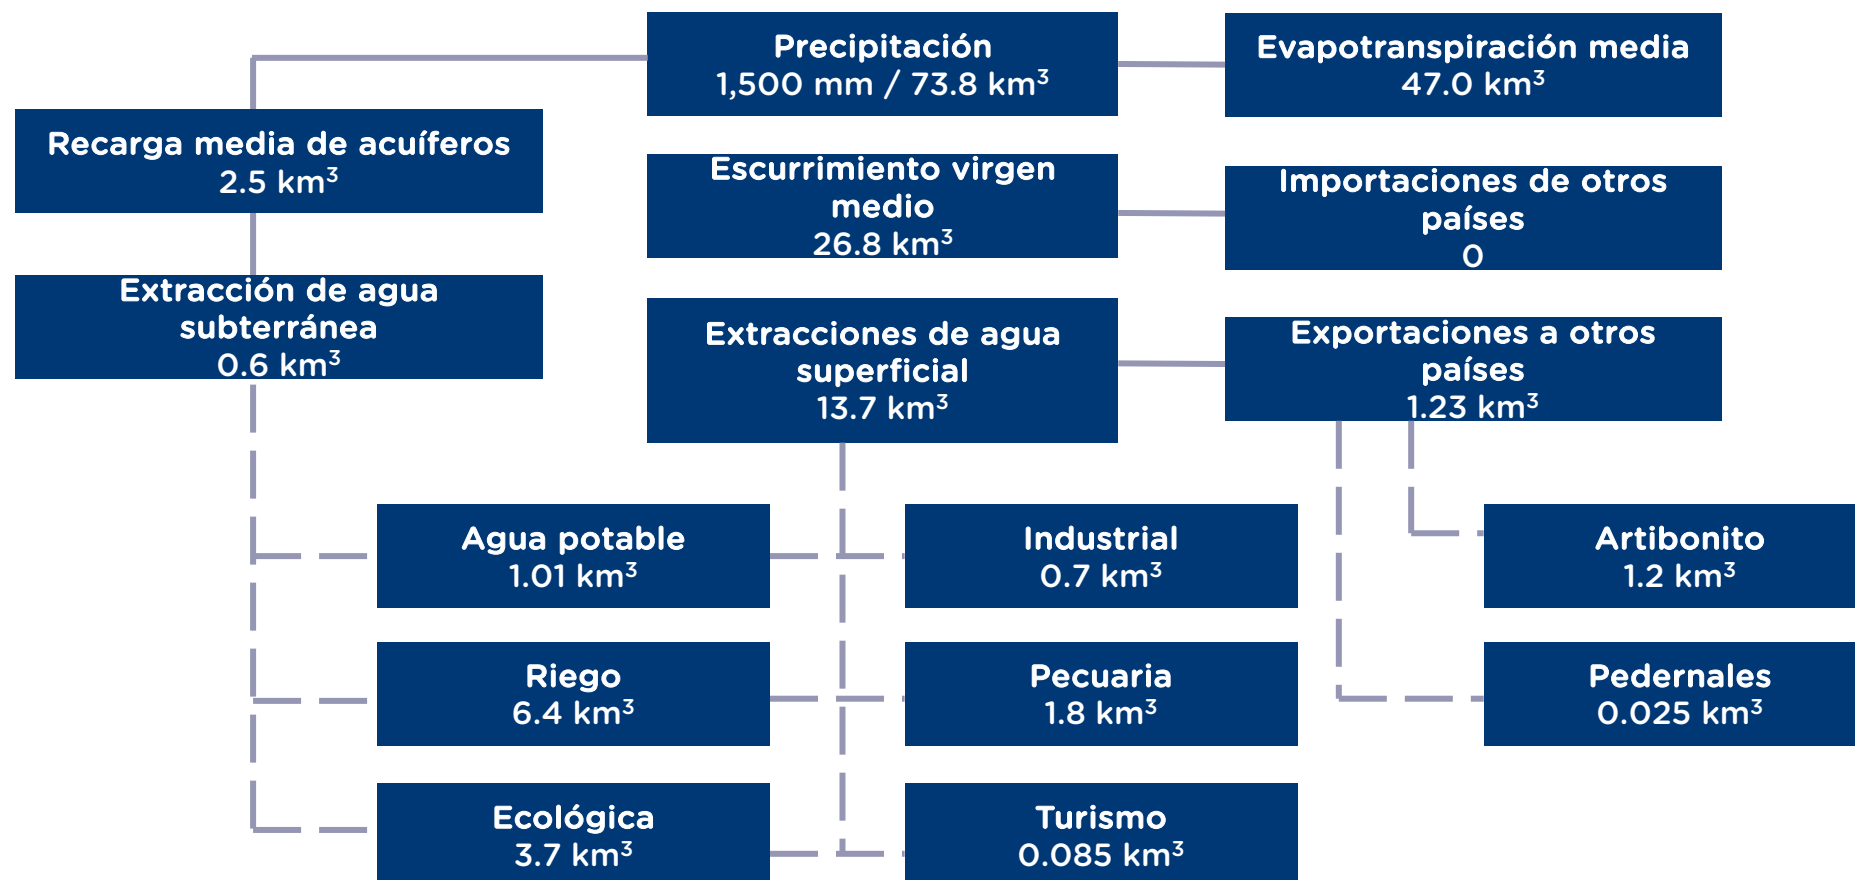 Precipitación
1,500 mm / 73.8 km³
Evapotranspiración media
47.0 km³
Recarga media de acuíferos
2.5 km³
Escurrimiento virgen
medio
26.8 km³
Importaciones de otros
países
0
Extracción de agua
subterránea
0.6 km³
Extracciones de agua
superficial
13.7 km³
Exportaciones a otros
países
1.23 km³
Agua potable
1.01 km³
Industrial
0.7 km³
Artibonito
1.2 km³
Riego
6.4 km³
Pecuaria
1.8 km³
Pedernales
0.025 km³
Ecológica
3.7 km³
Turismo
0.085 km³